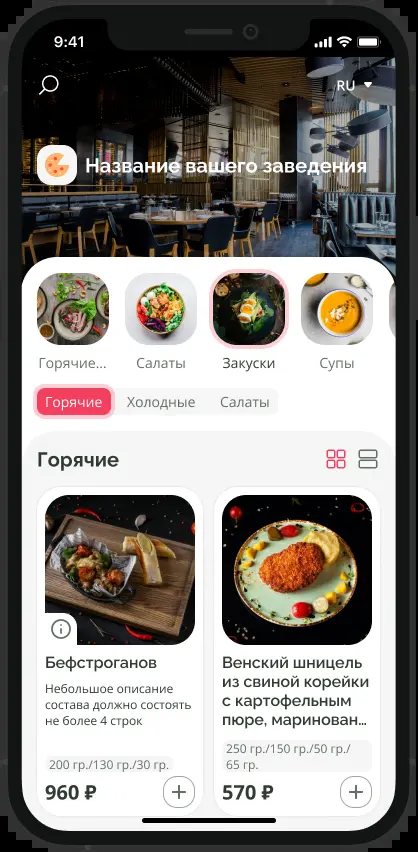 9:41
RU
Название вашего заведения
Горячие...
Салаты
Закуски
Супы
Горячие
Холодные
Салаты
Горячие
Бефстроганов
Небольшое описание
состава должно состоять
не более 4 строк
200 гр./130 гр./30 гр.
960 ₽
Венский шницель
из свиной корейки
с картофельным
пюре, маринован...
250 гр./150 гр./50 гр./
65 гр.
570 ₽